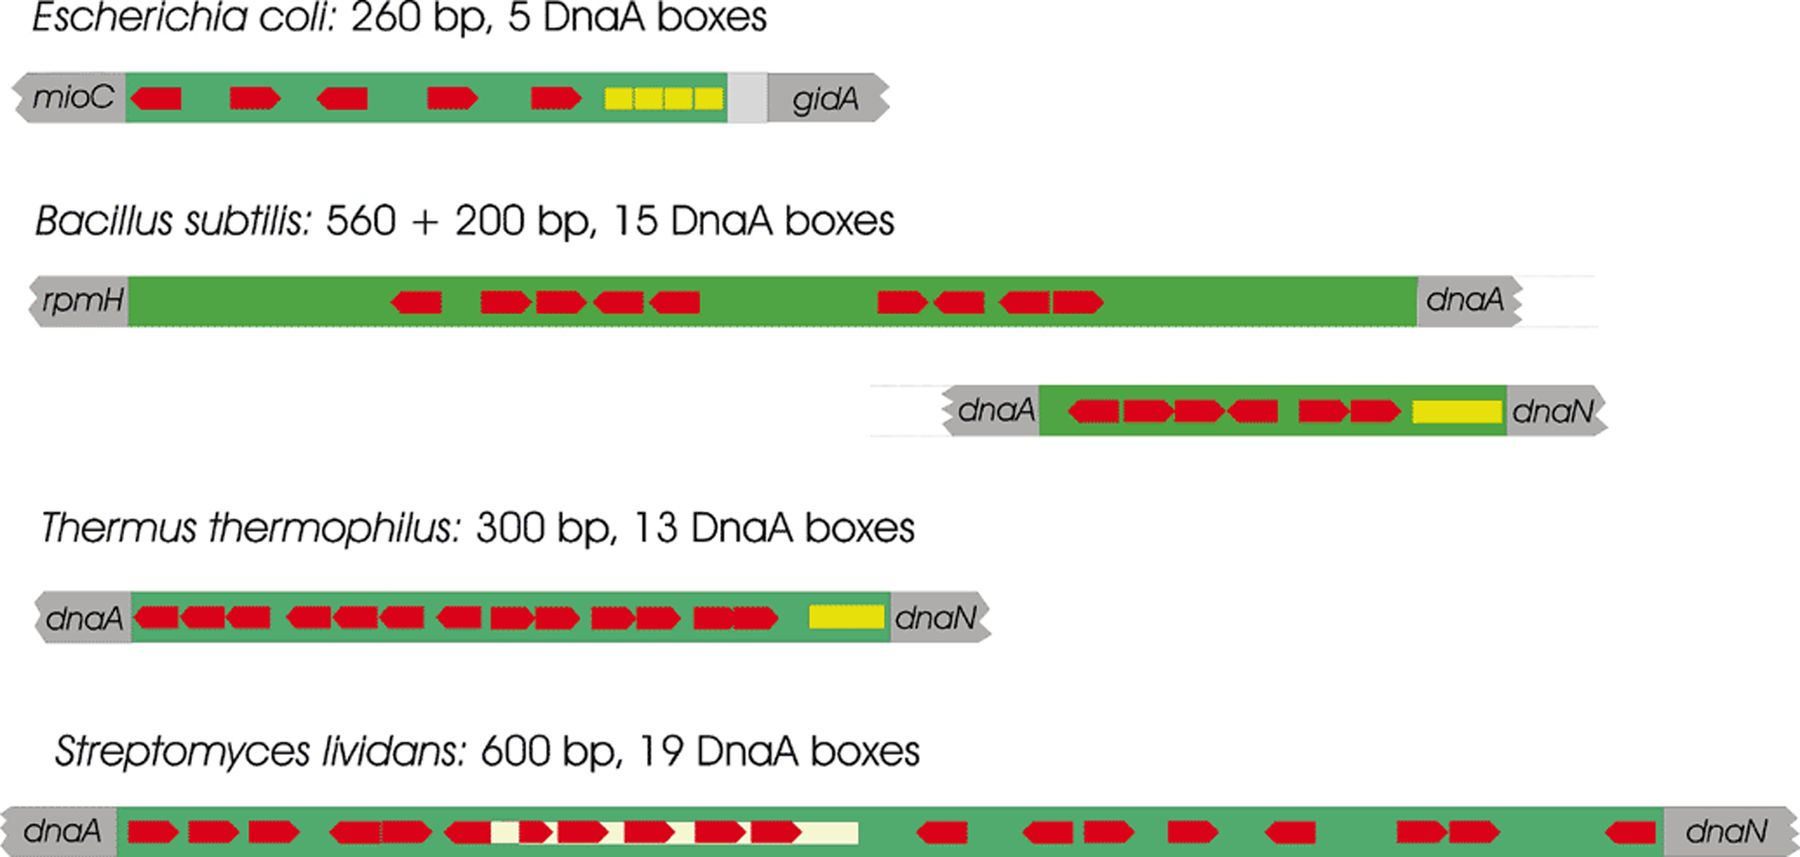 Escherichia coli: 260 bp, 5 DnaA boxes
mioC gidA
Bacillus subtilis: 560 + 200 bp, 15 DnaA boxes
rpmH dnaA
dnaA dnaN
Thermus thermophilus: 300 bp, 13 DnaA boxes
dnaA dnaN
Streptomyces lividans: 600 bp, 19 DnaA boxes
dnaA dnaN